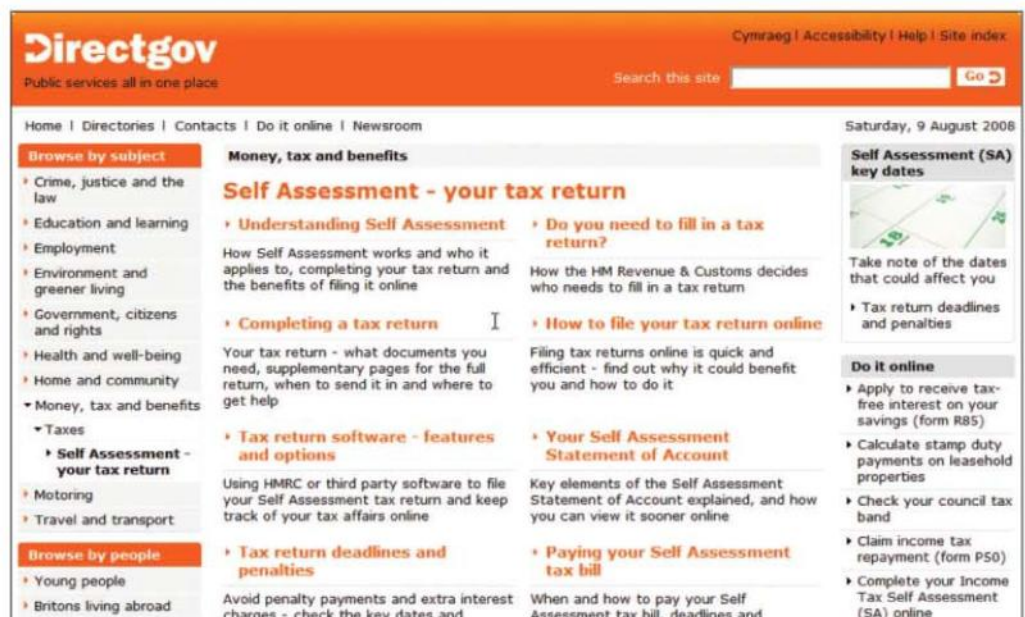 Directgov
Public services all in one place
Cymraeg | Accessibility | Help | Site index
Search this site
Go
Home | Directories | Contacts | Do it online | Newsroom
Saturday, 9 August 2008
Browse by subject
Crime, justice and the
law
Education and learning
Employment
Environment and
greener living
Government, citizens
and rights
Health and well-being
Home and community
Money, tax and benefits
Taxes
Self Assessment -
your tax return
Motoring
Travel and transport
Browse by people
Young people
Britons living abroad
Money, tax and benefits
Self Assessment - your tax return
Understanding Self Assessment
How Self Assessment works and who it
applies to, completing your tax return and
the benefits of filing it online
Do you need to fill in a tax
return?
How the HM Revenue & Customs decides
who needs to fill in a tax return
Completing a tax return
Your tax return - what documents you
need, supplementary pages for the full
return, when to send it in and where to
get help
How to file your tax return online
Filing tax returns online is quick and
efficient - find out why it could benefit
you and how to do it
Tax return software - features
and options
Using HMRC or third party software to file
your Self Assessment tax return and keep
track of your tax affairs online
Your Self Assessment
Statement of Account
Key elements of the Self Assessment
Statement of Account explained, and how
you can view it sooner online
Tax return deadlines and
penalties
Avoid penalty payments and extra interest
charges - check the key dates and
Paying your Self Assessment
tax bill
When and how to pay your Self
Assessment tax bill, deadlines and
Self Assessment (SA)
key dates
18
Take note of the dates
that could affect you
Tax return deadlines
and penalties
Do it online
Apply to receive tax-
free interest on your
savings (form R85)
Calculate stamp duty
payments on leasehold
properties
Check your council tax
band
Claim income tax
repayment (form P50)
Complete your Income
Tax Self Assessment
(SA) online